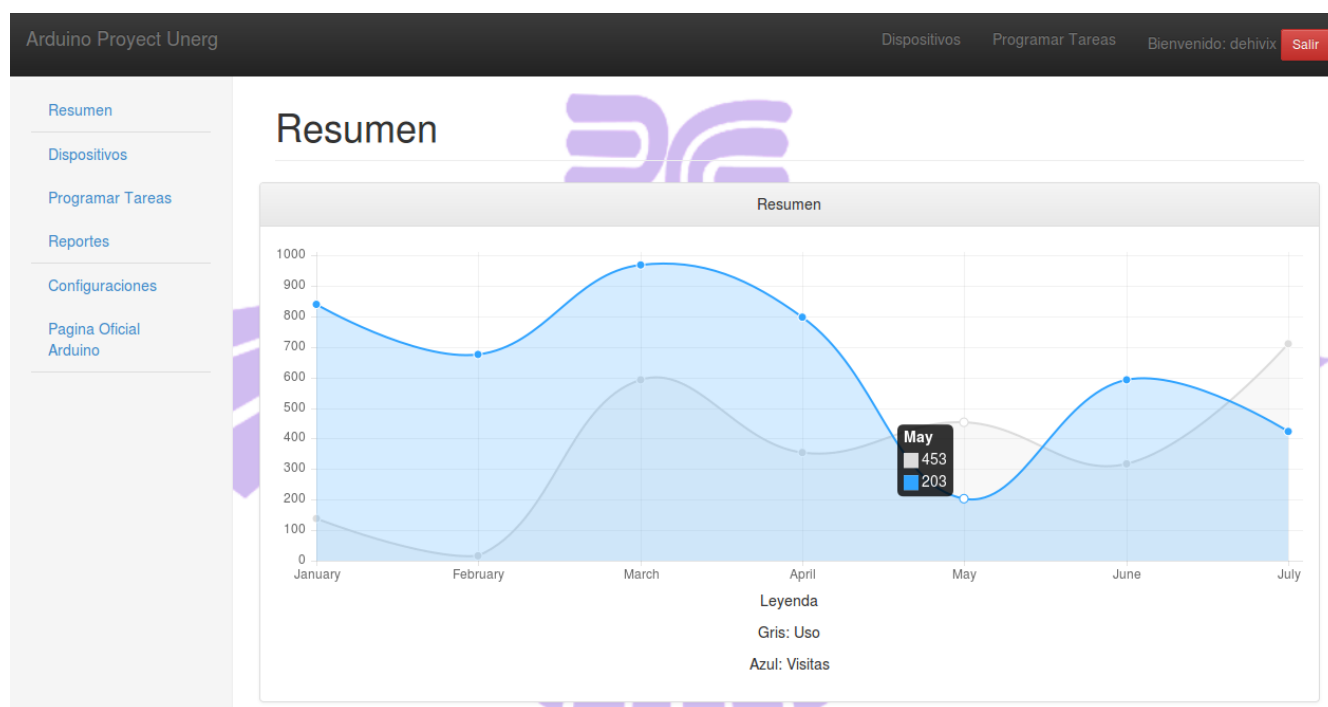 Arduino Proyect Unerg
Dispositivos
Programar Tareas
Bienvenido: dehivix
Salir
Resumen
Dispositivos
Programar Tareas
Reportes
Configuraciones
Pagina Oficial
Arduino
Resumen
Resumen
1000
900
800
700
600
500
400
300
200
100
0
May
453
203
January
February
March
April
May
June
July
Leyenda
Gris: Uso
Azul: Visitas